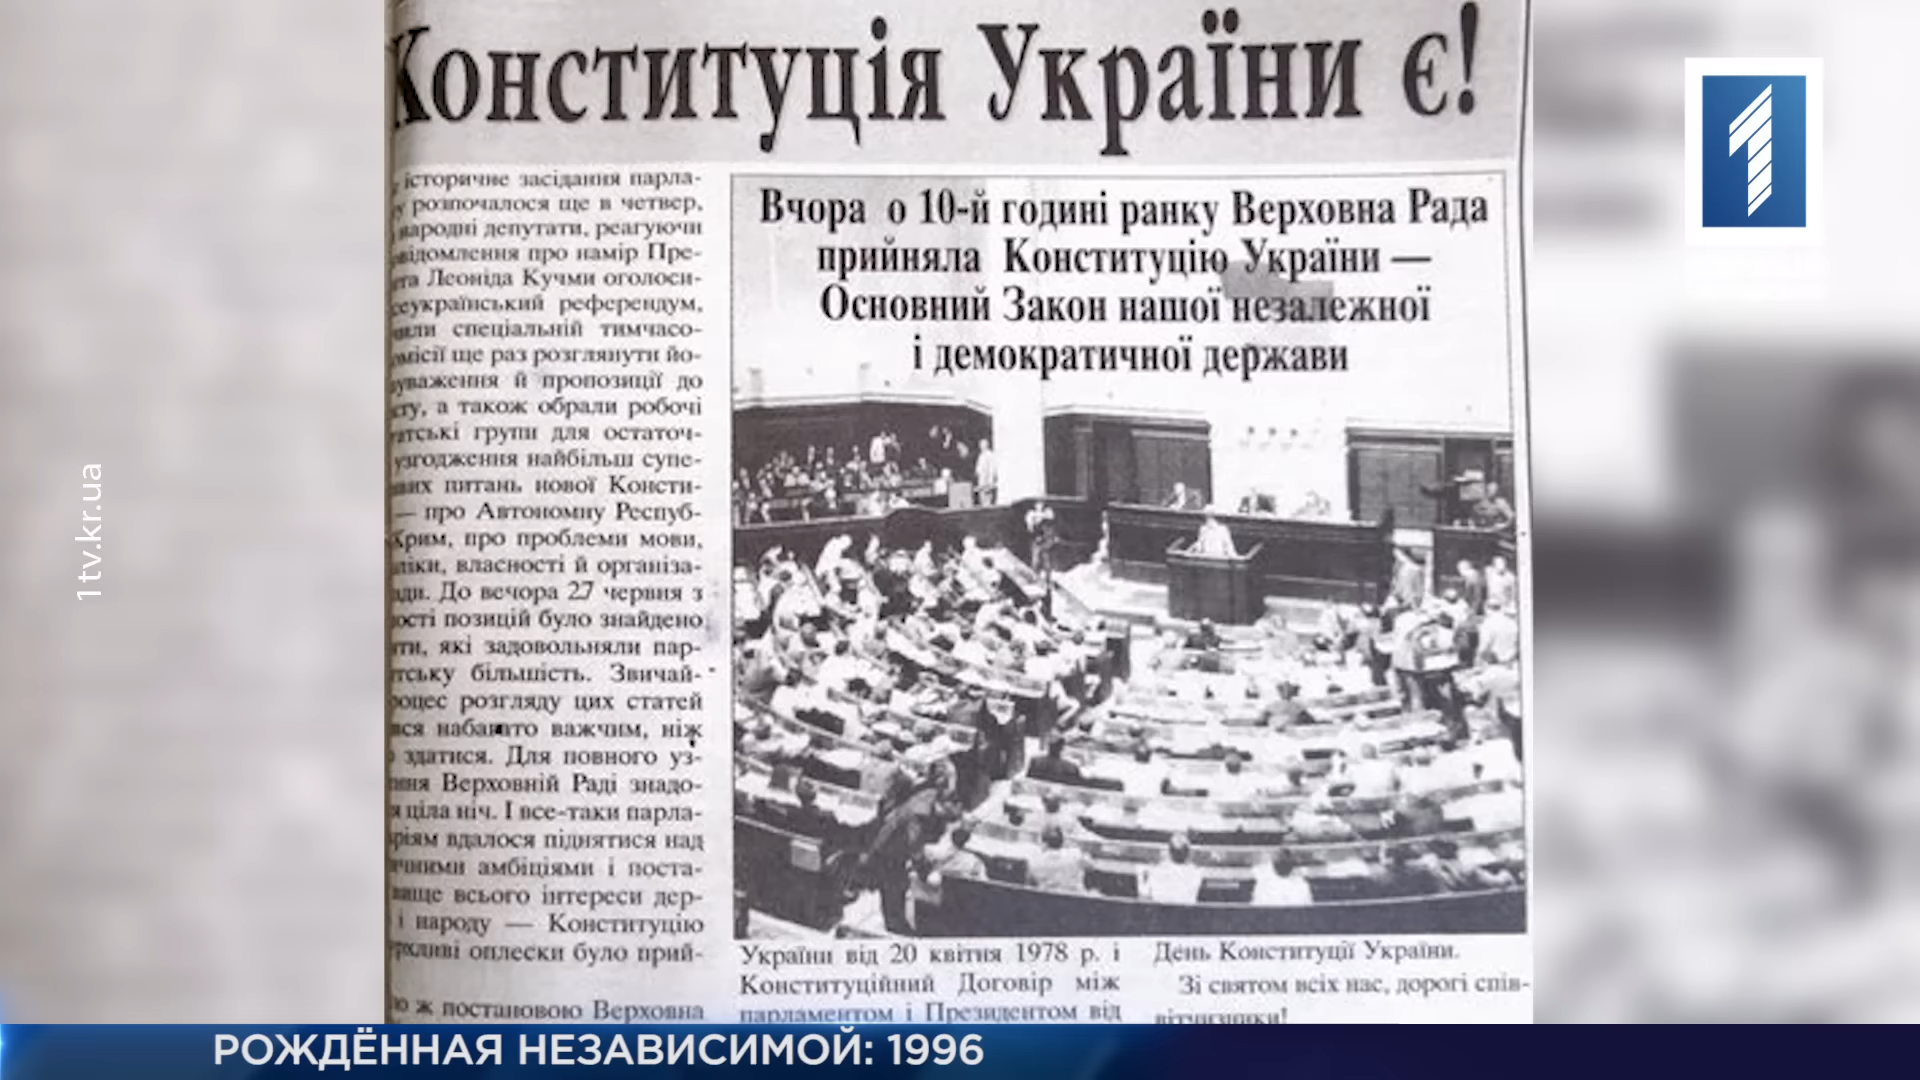 Конституція України є!
історичне засідання парла-
розпочалося ще в четвер,
народні депутати, реагуючи
про намір Пре-
Леоніда Кучми оголоси-
референдум,
спеціальній тимчасо-
ще раз розглянути йо-
й пропозиції до
а також обрали робочі
групи для остаточ-
узгодження найбільш супе-
питань нової Консти-
— про Автономну Респуб-
Крим, про проблеми мови,
власності й організа-
До вечора 27 червня з
позицій було знайдено
які задовольняли пар-
більшість. Звичай-
розгляду цих статей
набагато важчим, ніж
здатися. Для повного уз-
Верховній Раді знадо-
ціла ніч. І все-таки парла-
вдалося піднятися над
амбіціями і поста-
всього інтереси дер-
і народу — Конституцію
оплески було прий-
ж постановою Верховна
Вчора о 10-й годині ранку Верховна Рада
прийняла Конституцію України —
Основний Закон нашої незалежної
і демократичної держави
України від 20 квітня 1978 р. і
Конституційний Договір між
парламентом і Президентом від
День Конституції України.
Зі святом всіх нас, дорогі спів-
вітчизники!
1
1tv.kr.ua
РОЖДЁННАЯ НЕЗАВИСИМОЙ: 1996